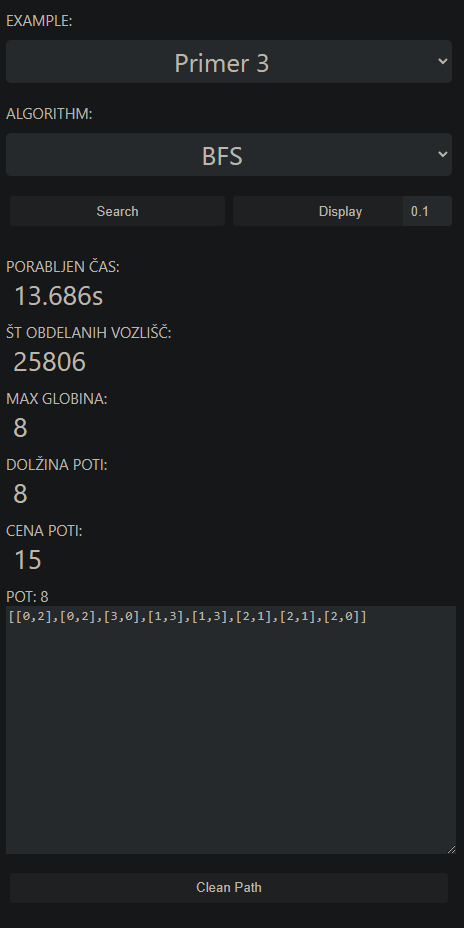 EXAMPLE:
Primer 3
ALGORITHM:
BFS
Search Display 0.1
PORABLJEN ČAS:
13.686s
ŠT OBDELANIH VOZLIŠČ:
25806
MAX GLOBINA:
8
DOLŽINA POTI:
8
CENA POTI:
15
POT: 8
[[0,2],[0,2],[3,0],[1,3],[1,3],[2,1],[2,1],[2,0]]
Clean Path